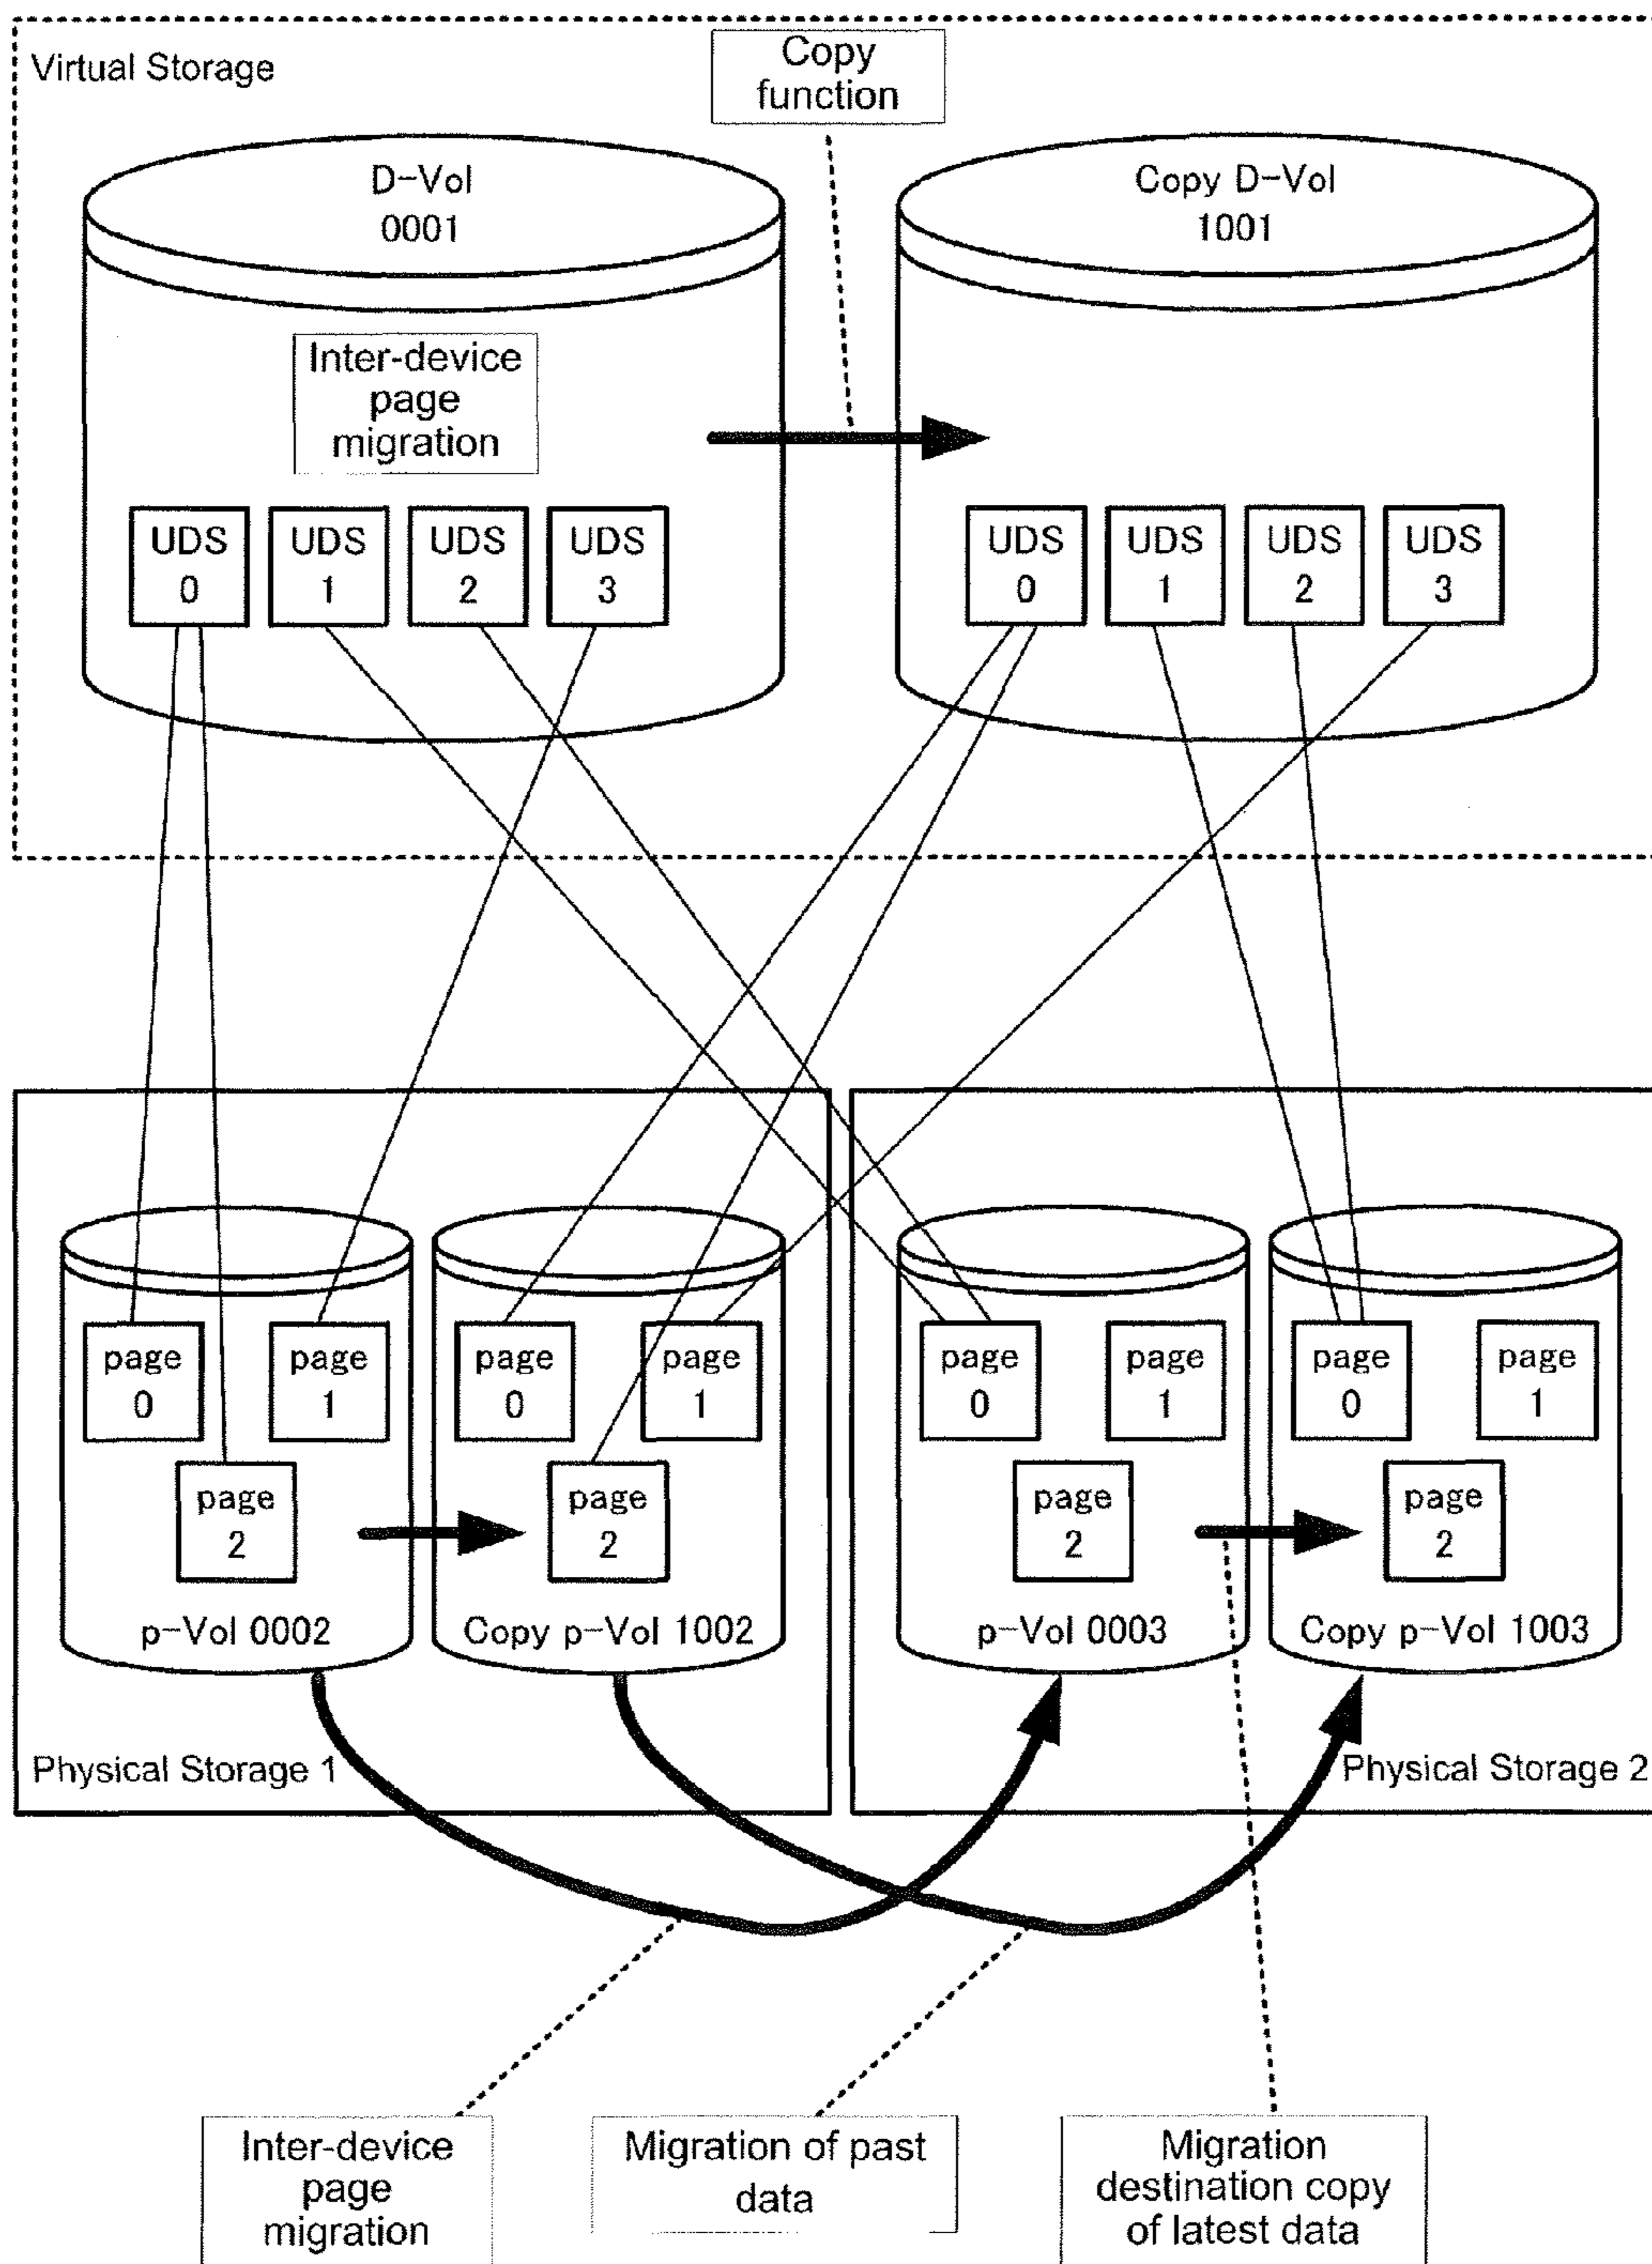 Virtual Storage
Copy
function
D-Vol
0001
Copy D-Vol
1001
Inter-device
page
migration
UDS
0
UDS
1
UDS
2
UDS
3
UDS
0
UDS
1
UDS
2
UDS
3
page
0
page
1
page
2
p-Vol 0002
page
0
page
1
page
2
Copy p-Vol 1002
Physical Storage 1
page
0
page
1
page
2
p-Vol 0003
page
0
page
1
page
2
Copy p-Vol 1003
Physical Storage 2
Inter-device
page
migration
Migration of past
data
Migration
destination copy
of latest data